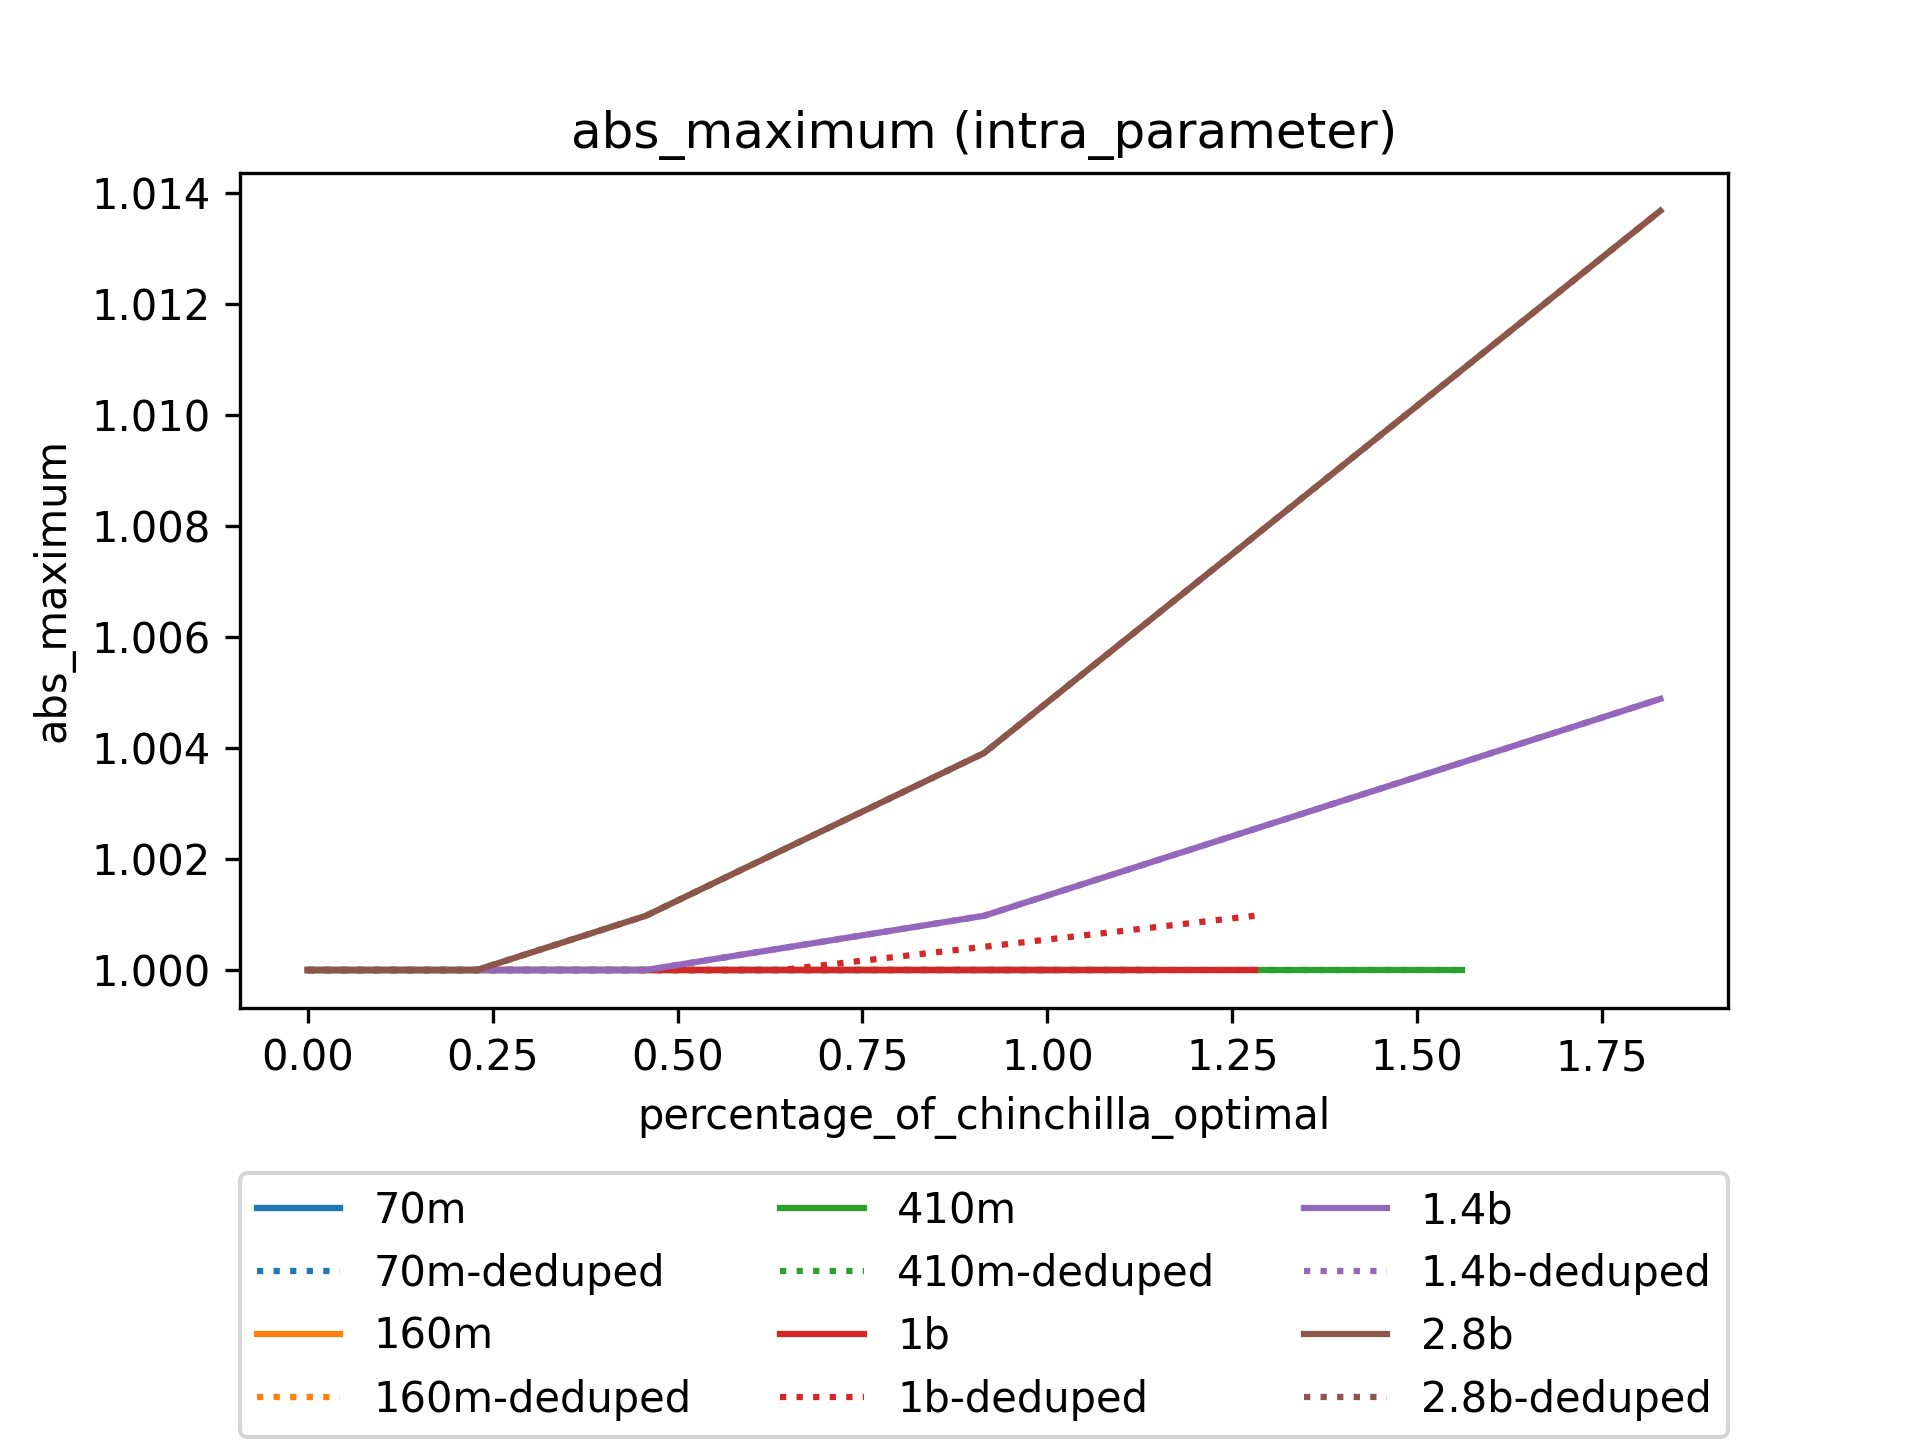 abs_maximum (intra_parameter)
1.014
1.012
1.010
1.008
1.006
1.004
1.002
1.000
abs_maximum
0.00 0.25 0.50 0.75 1.00 1.25 1.50 1.75
percentage_of_chinchilla_optimal
70m 410m 1.4b
70m-deduped 410m-deduped 1.4b-deduped
160m 1b 2.8b
160m-deduped 1b-deduped 2.8b-deduped